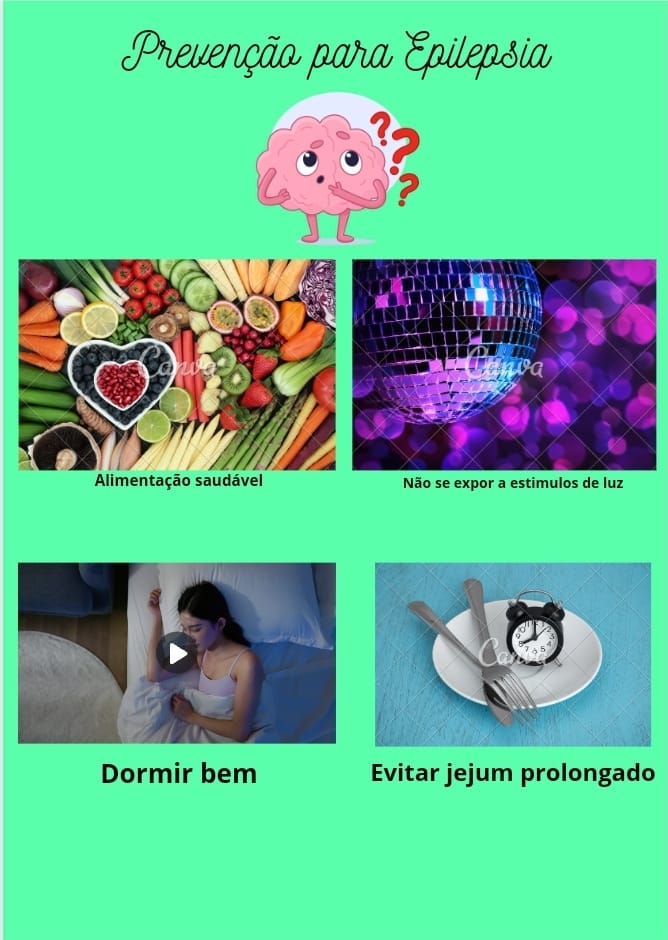 Prevenção para Epilepsia
???
Canva
Canva
Alimentação saudável
Não se expor a estimulos de luz
Canva
Dormir bem
Evitar jejum prolongado